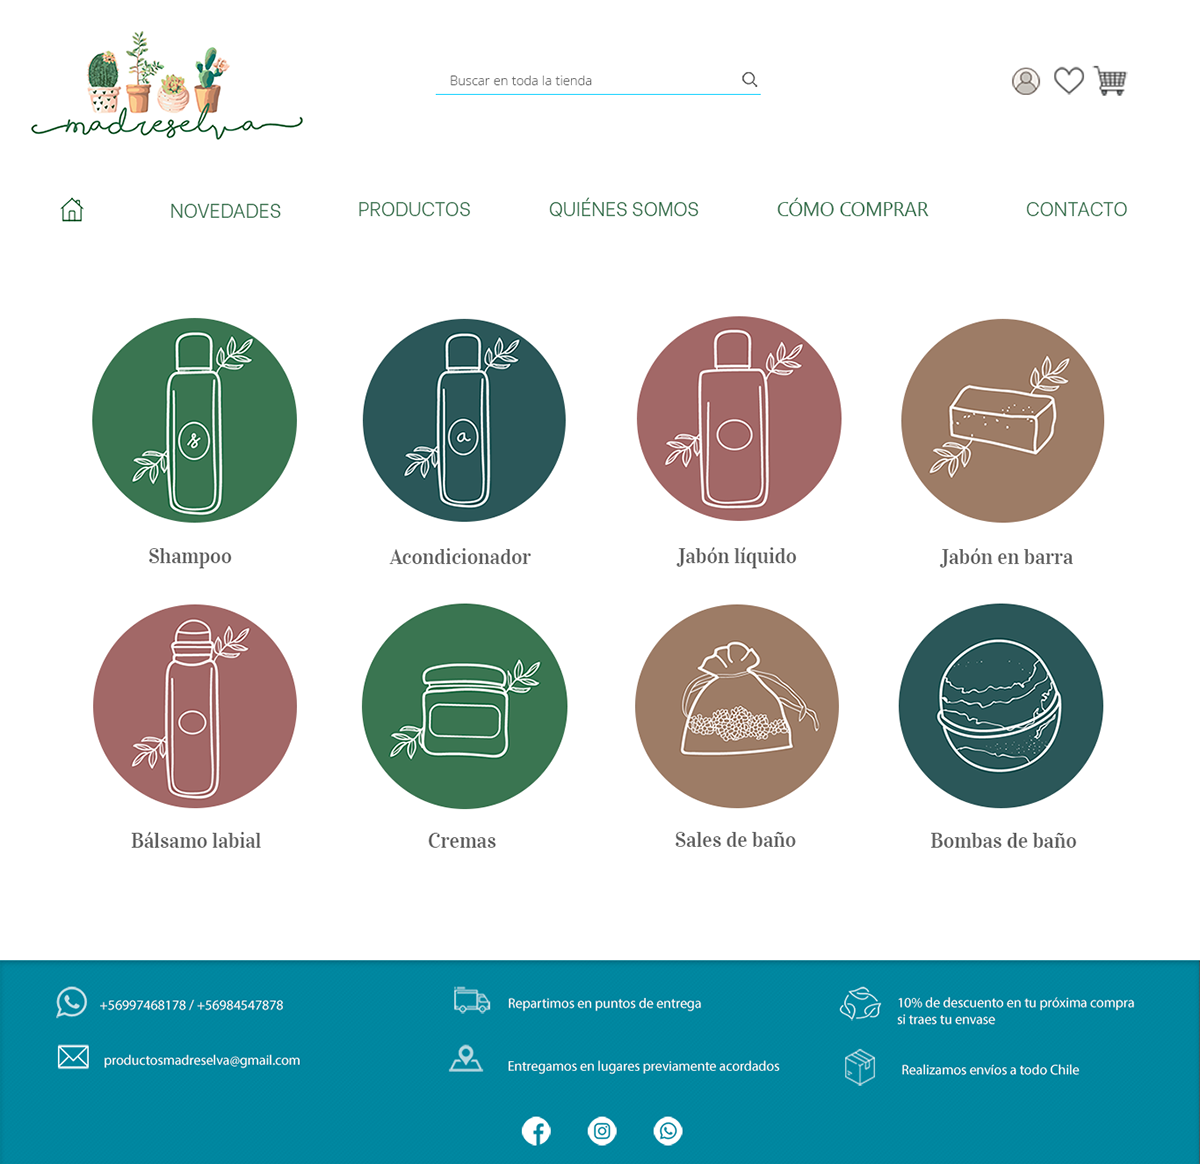 madreselva
Buscar en toda la tienda
NOVEDADES
PRODUCTOS
QUIÉNES SOMOS
CÓMO COMPRAR
CONTACTO
s
a
Shampoo
Acondicionador
Jabón líquido
Jabón en barra
Bálsamo labial
Cremas
Sales de baño
Bombas de baño
+56997468178 / +56984547878
productosmadreselva@gmail.com
Repartimos en puntos de entrega
Entregamos en lugares previamente acordados
10% de descuento en tu próxima compra
si traes tu envase
Realizamos envíos a todo Chile